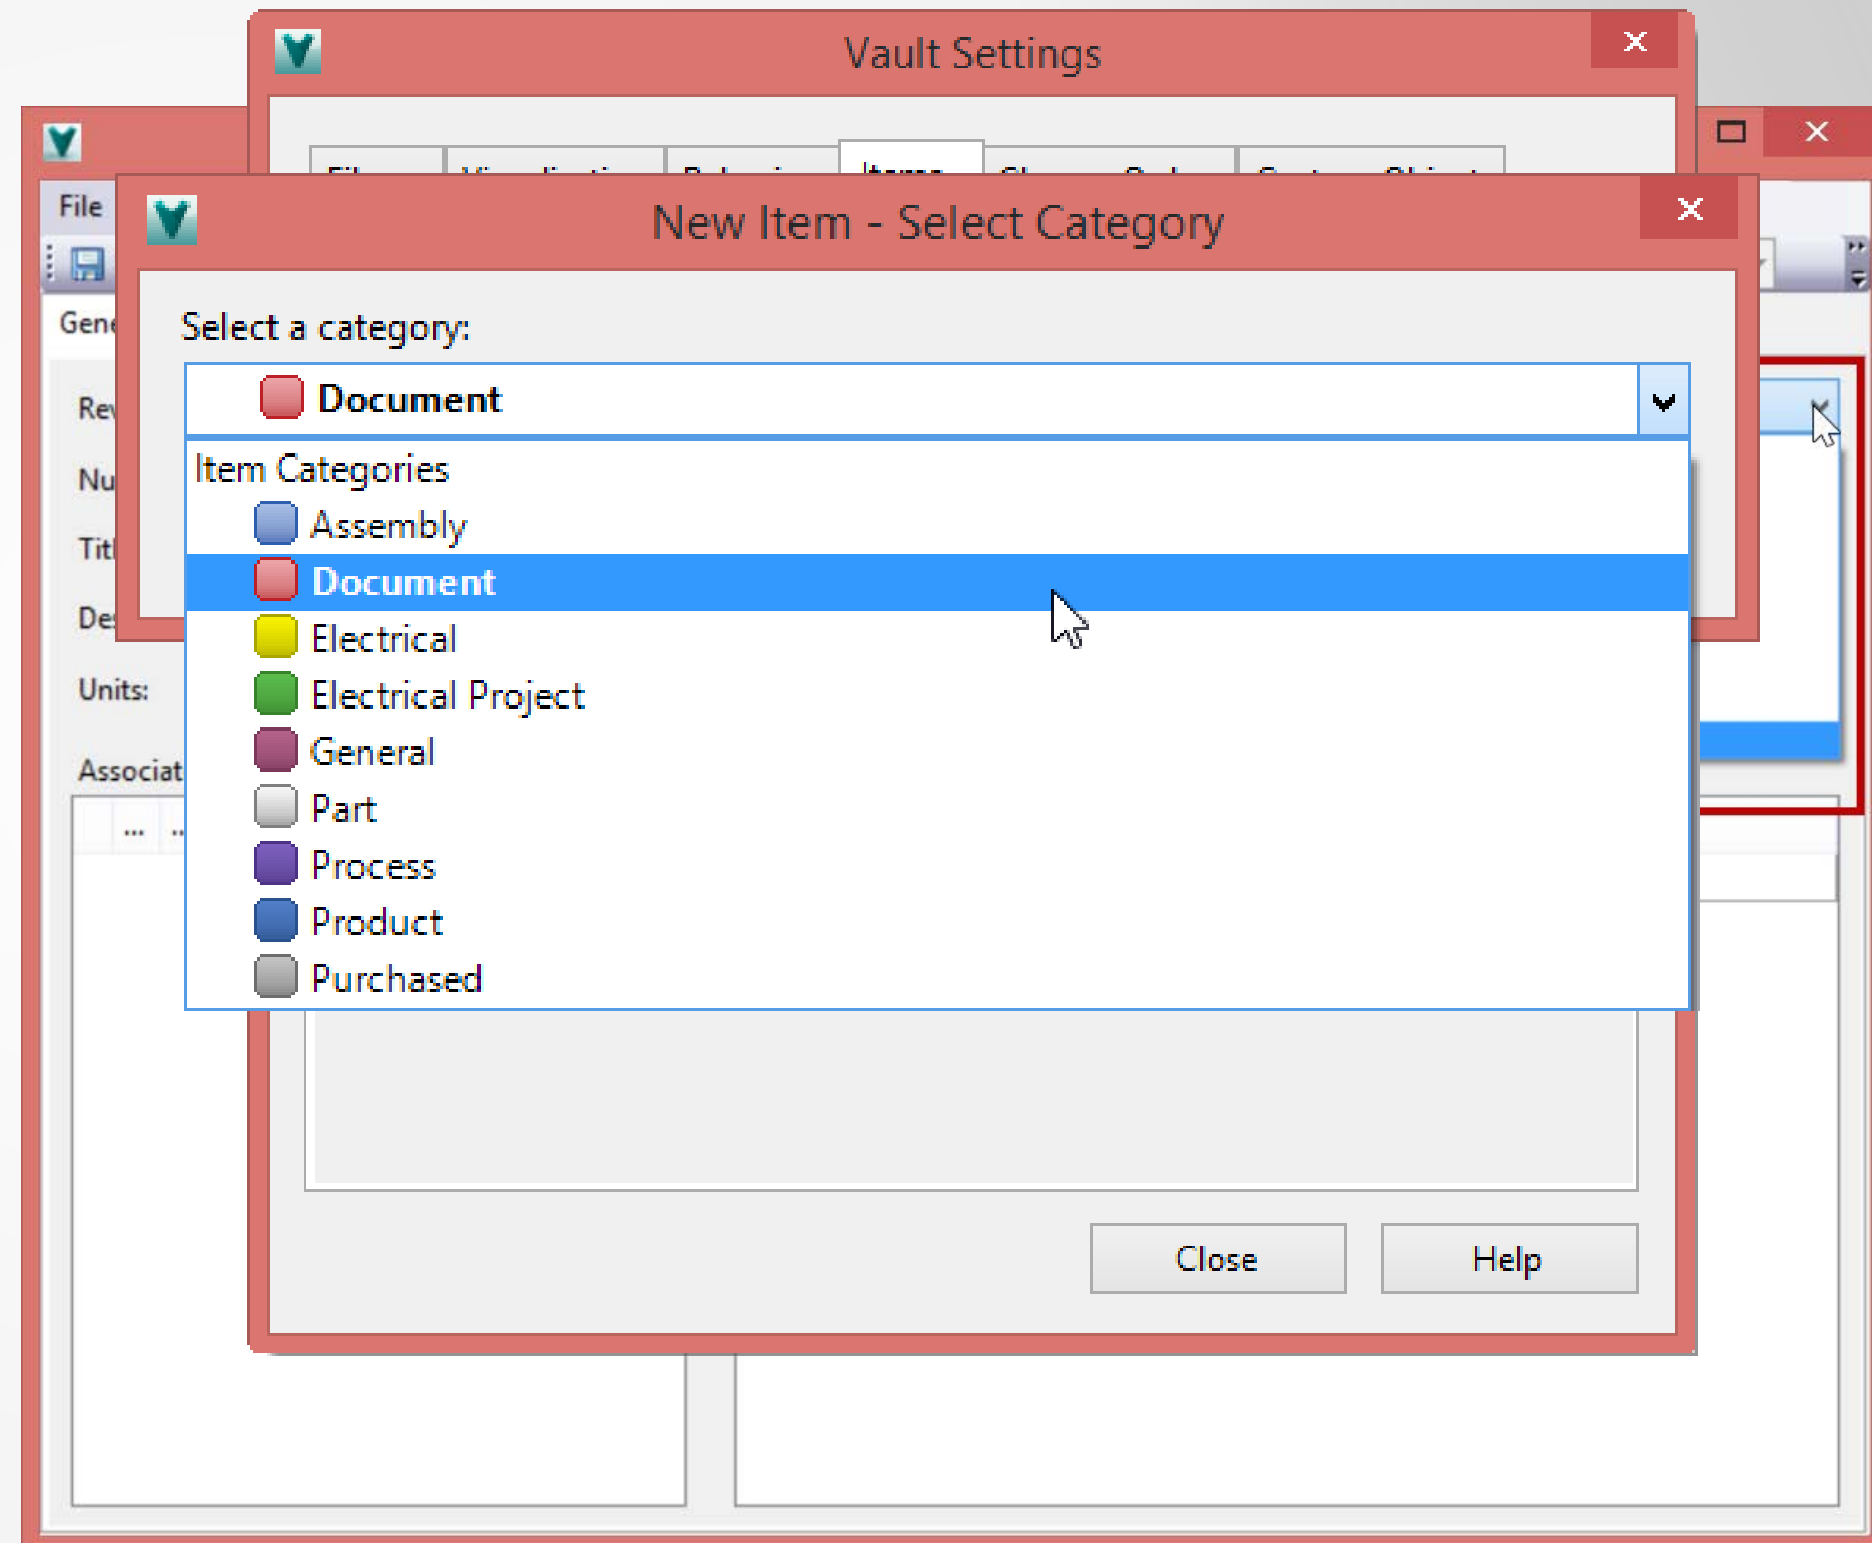 Vault Settings
Items
File
New Item - Select Category
Select a category:
Document
Item Categories
Assembly
Document
Electrical
Electrical Project
General
Part
Process
Product
Purchased
Units:
... ..
Close
Help